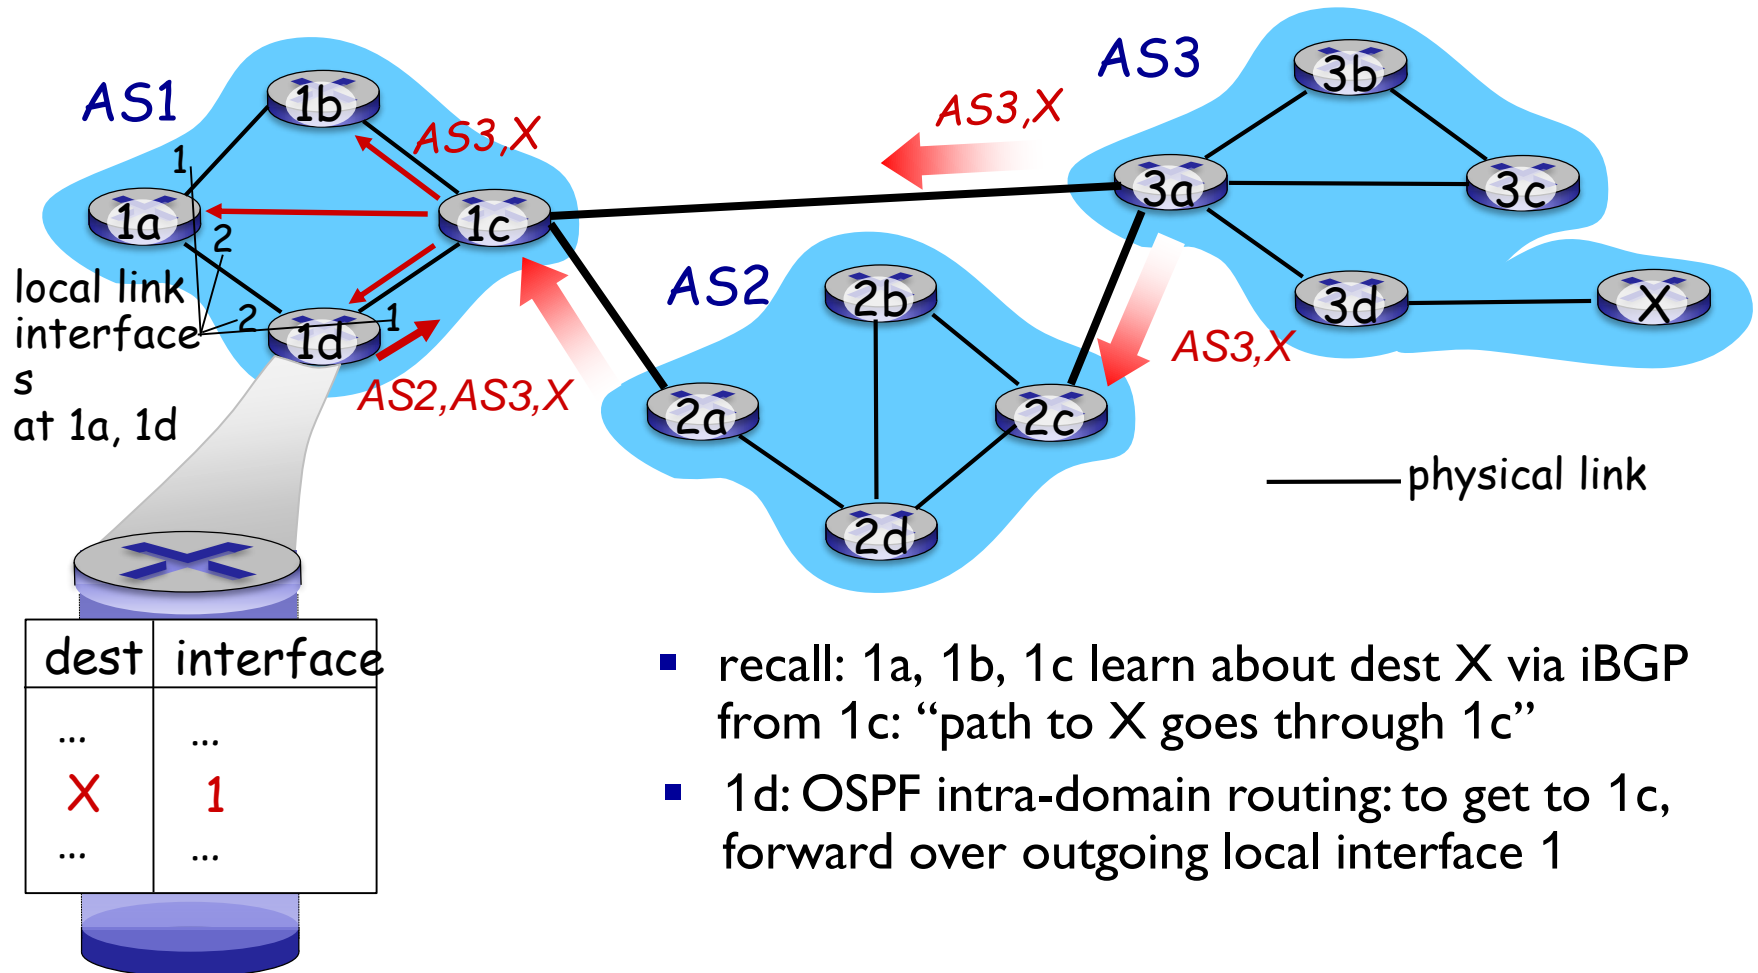 AS3
3b
AS1
1b
AS3,X
AS3,X
1
3a
3c
1a
1c
2
AS2
local link
interface
s
at 1a, 1d
2
1
1d
2b
3d
X
AS3,X
AS2,AS3,X
2a
2c
physical link
2d
dest interface
... ...
X 1
... ...
recall: 1a, 1b, 1c learn about dest X via iBGP
from 1c: “path to X goes through 1c”
1d: OSPF intra-domain routing: to get to 1c,
forward over outgoing local interface 1